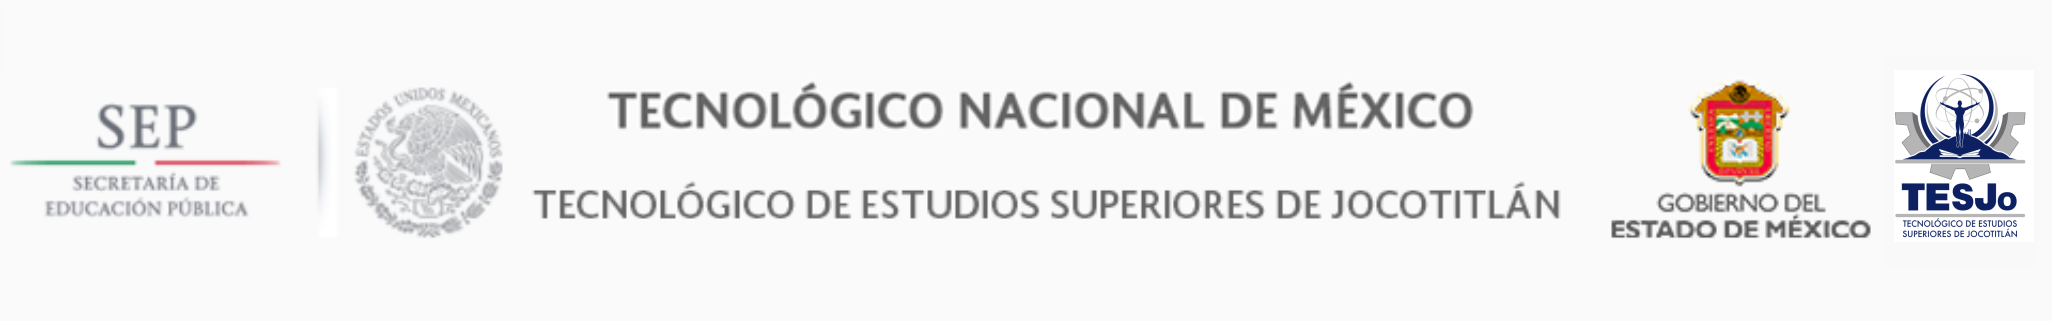 SEP
SECRETARÍA DE
EDUCACIÓN PÚBLICA
ESTADOS UNIDOS MEXICANOS
TECNOLÓGICO NACIONAL DE MÉXICO
TECNOLÓGICO DE ESTUDIOS SUPERIORES DE JOCOTITLÁN
GOBIERNO DEL
ESTADO DE MÉXICO
TESJo
TECNOLÓGICO DE ESTUDIOS
SUPERIORES DE JOCOTITLÁN